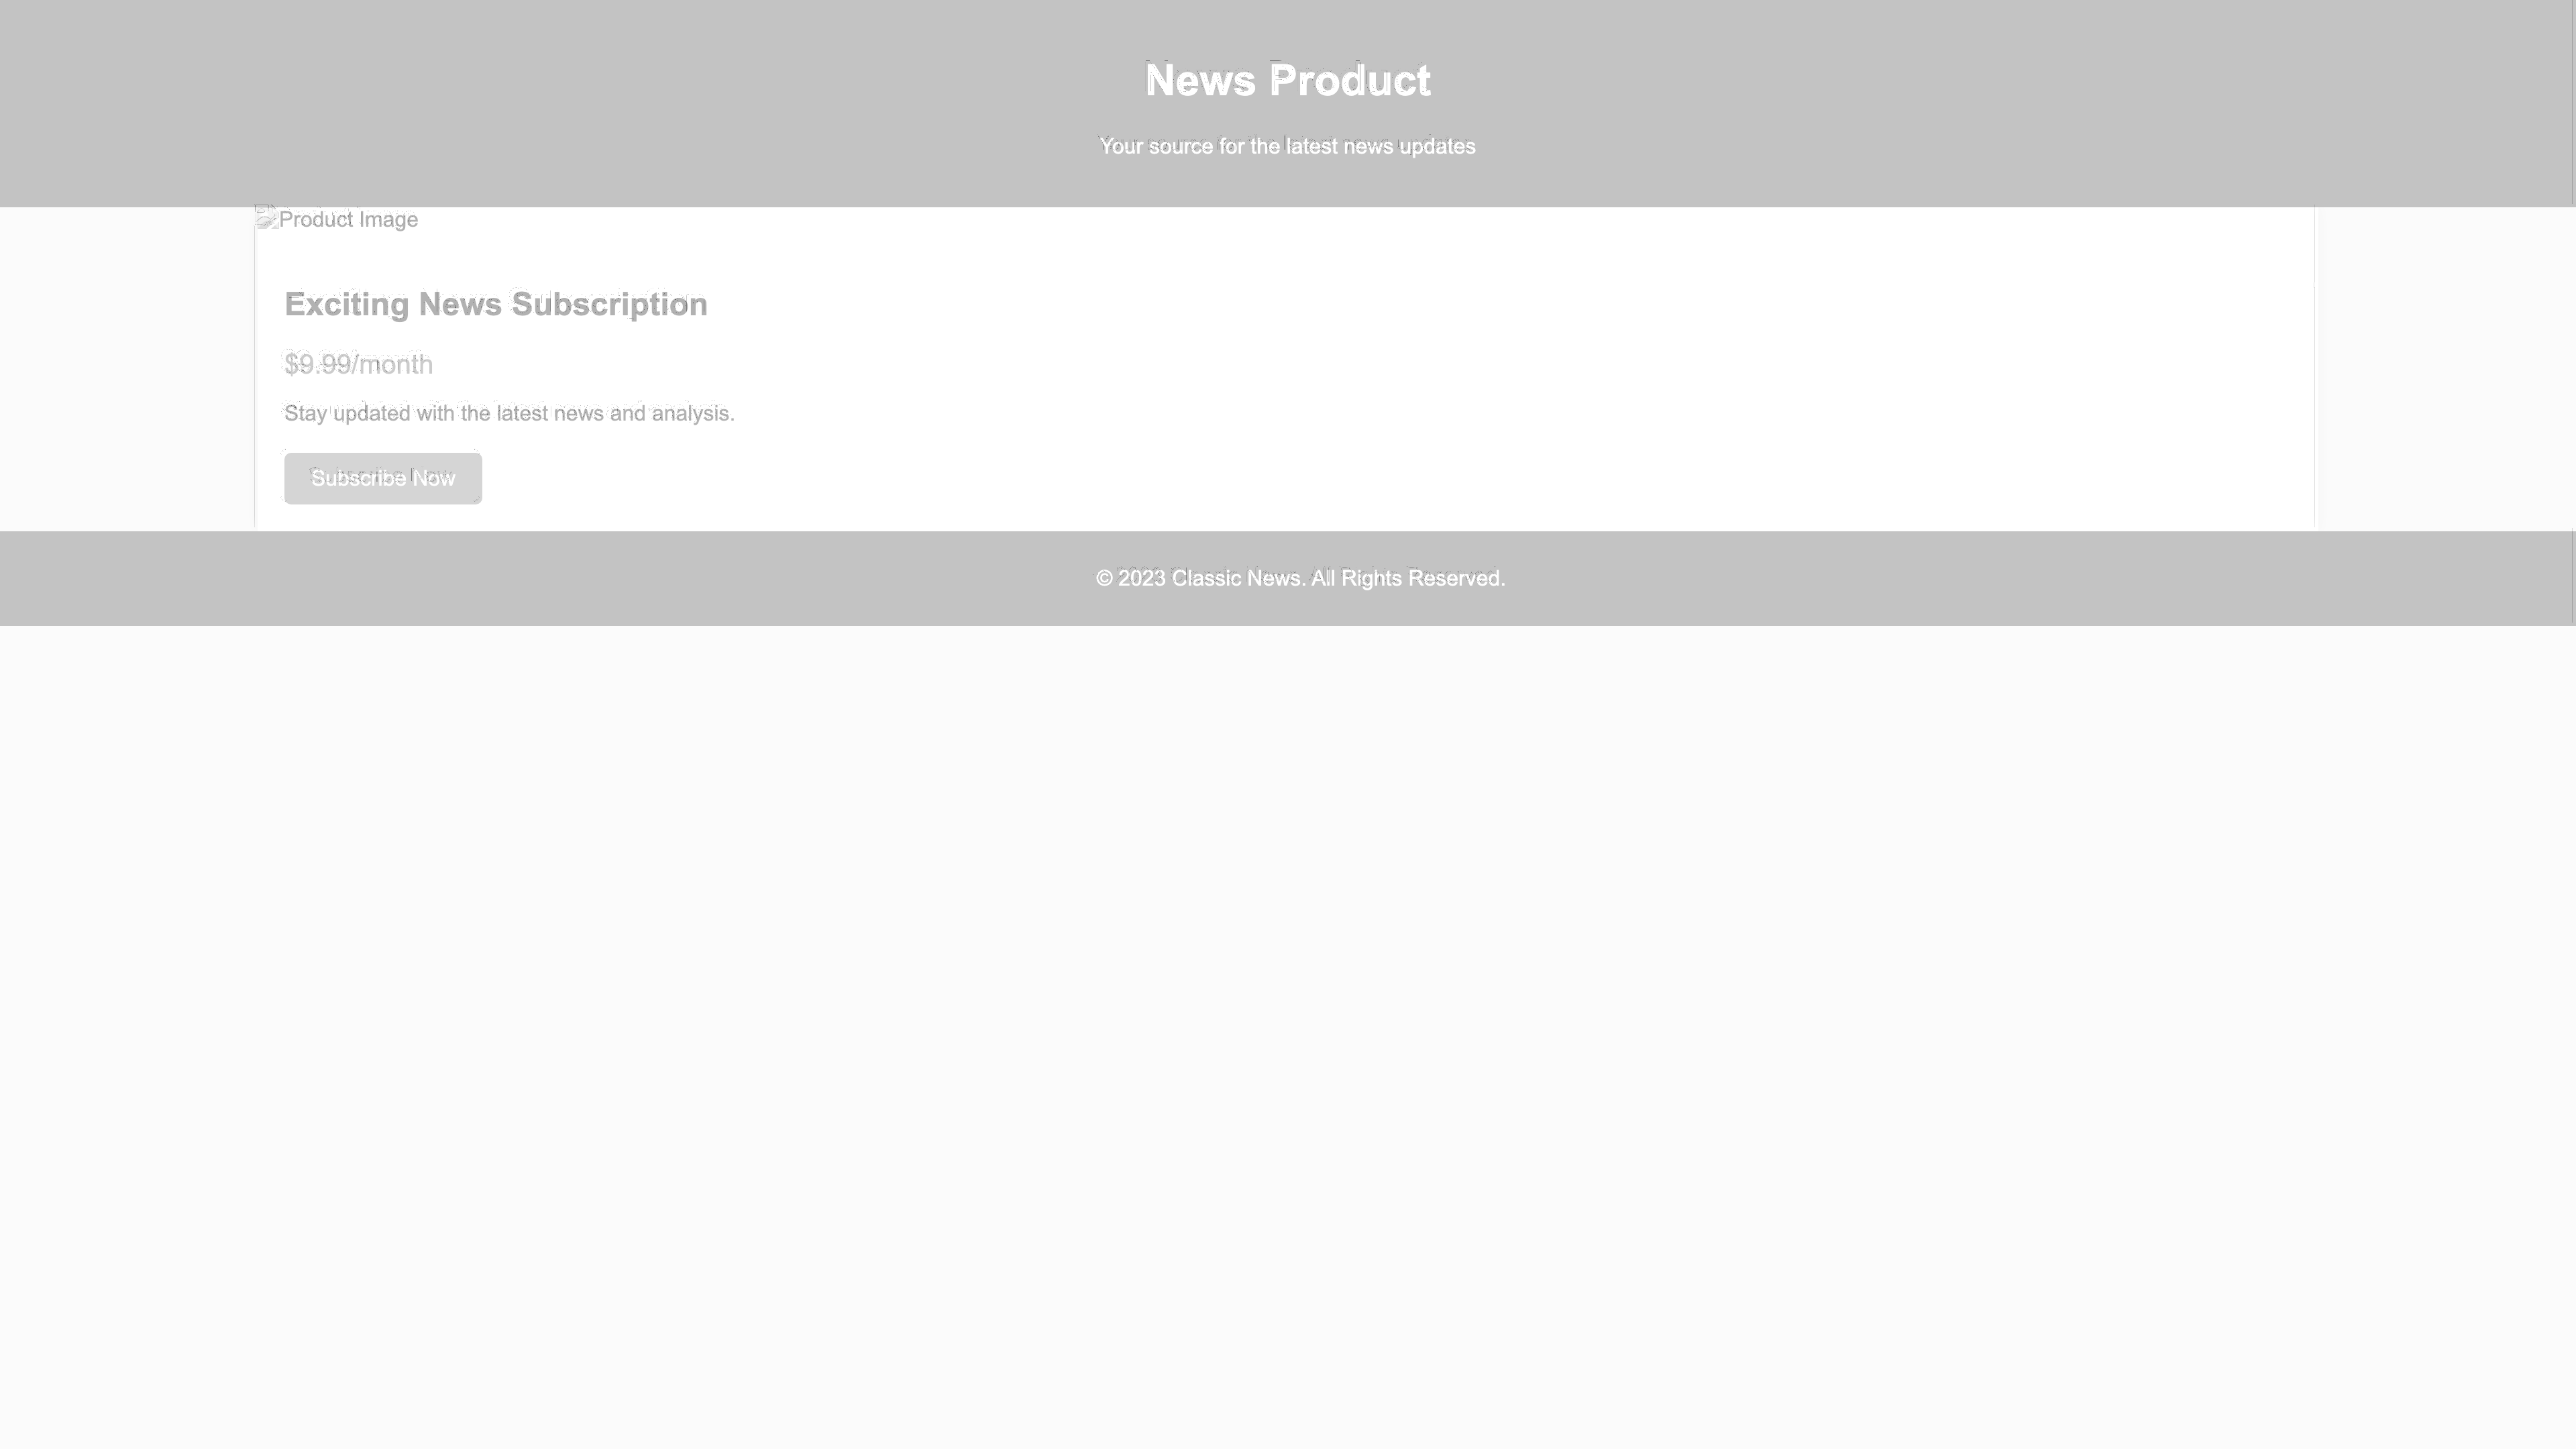 News Product
Your source for the latest news updates
Product Image
Exciting News Subscription
$9.99/month
Stay updated with the latest news and analysis.
Subscribe Now
© 2023 Classic News. All Rights Reserved.